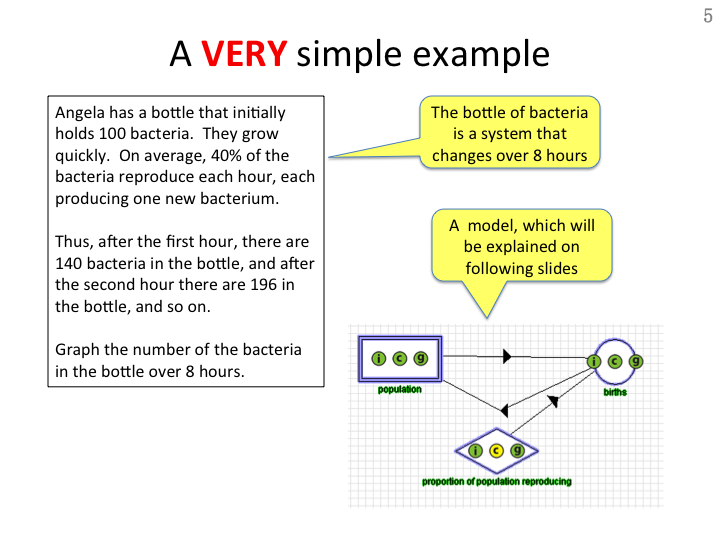 5
A VERY simple example
Angela has a bottle that initially
holds 100 bacteria.  They grow
quickly.  On average, 40% of the
bacteria reproduce each hour, each
producing one new bacterium.
Thus, after the first hour, there are
140 bacteria in the bottle, and after
the second hour there are 196 in
the bottle, and so on.
Graph the number of the bacteria
in the bottle over 8 hours.
The bottle of bacteria
is a system that
changes over 8 hours
A  model, which will
be explained on
following slides
i c g
population
i c g
births
i c g
proportion of population reproducing